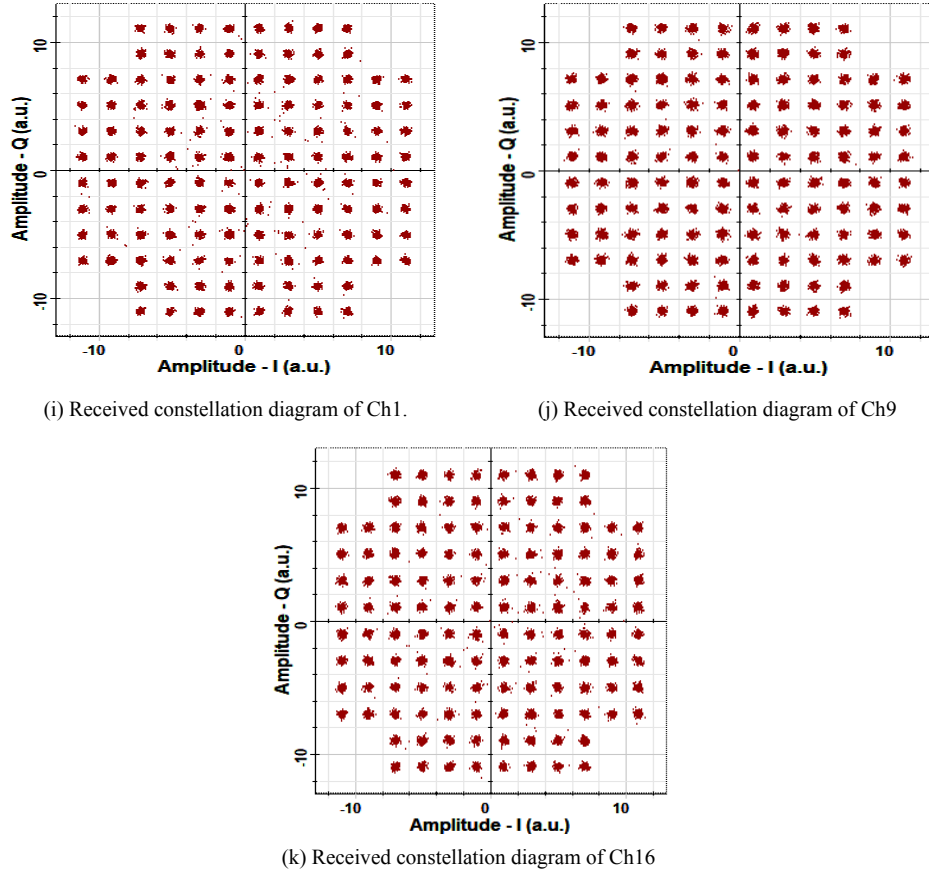 10
0
-10
Amplitude - Q (a.u.)
-10
0
10
Amplitude - I (a.u.)
(i) Received constellation diagram of Ch1.
10
0
-10
Amplitude - Q (a.u.)
-10
0
10
Amplitude - I (a.u.)
(j) Received constellation diagram of Ch9
10
0
-10
Amplitude - Q (a.u.)
-10
0
10
Amplitude - I (a.u.)
(k) Received constellation diagram of Ch16